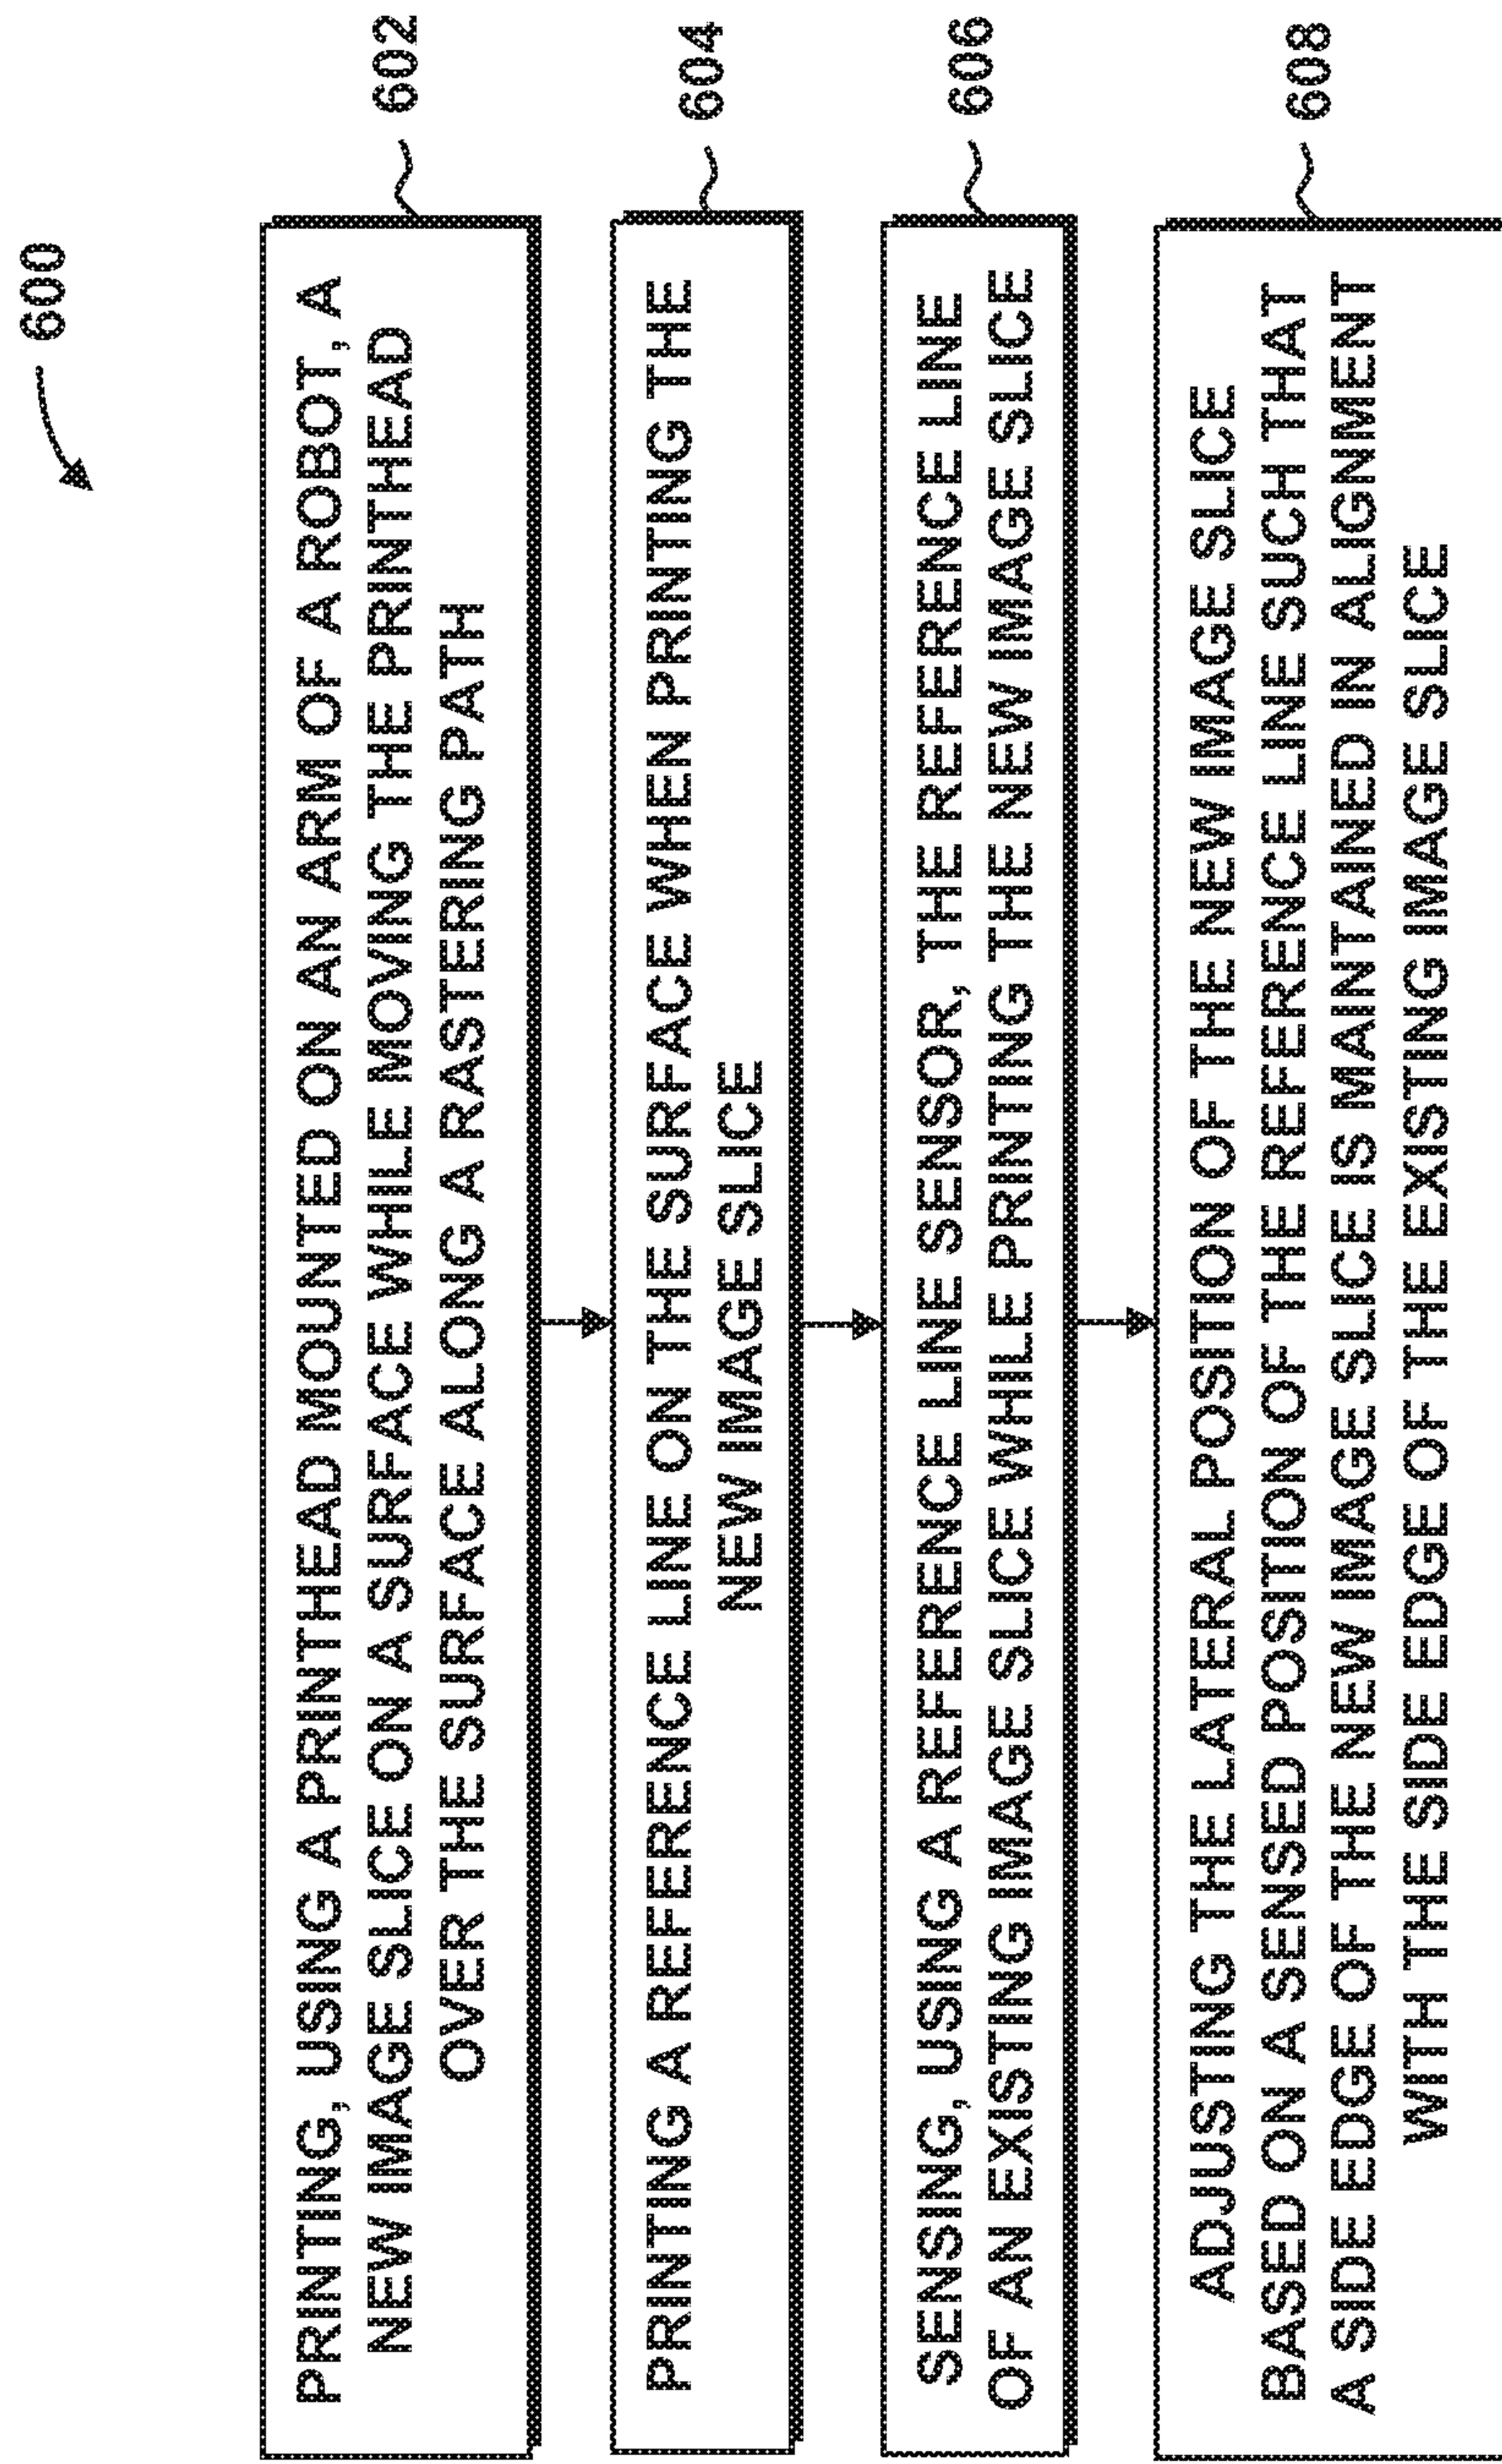 600
PRINTING, USING A PRINTHEAD MOUNTED ON AN ARM OF A ROBOT, A
NEW IMAGE SLICE ON A SURFACE WHILE MOVING THE PRINTHEAD
OVER THE SURFACE ALONG A RASTERING PATH
602
PRINTING A REFERENCE LINE ON THE SURFACE WHEN PRINTING THE
NEW IMAGE SLICE
604
SENSING, USING A REFERENCE LINE SENSOR, THE REFERENCE LINE
OF AN EXISTING IMAGE SLICE WHILE PRINTING THE NEW IMAGE SLICE
606
ADJUSTING THE LATERAL POSITION OF THE NEW IMAGE SLICE
BASED ON A SENSED POSITION OF THE REFERENCE LINE SUCH THAT
A SIDE EDGE OF THE NEW IMAGE SLICE IS MAINTAINED IN ALIGNMENT
WITH THE SIDE EDGE OF THE EXISTING IMAGE SLICE
608